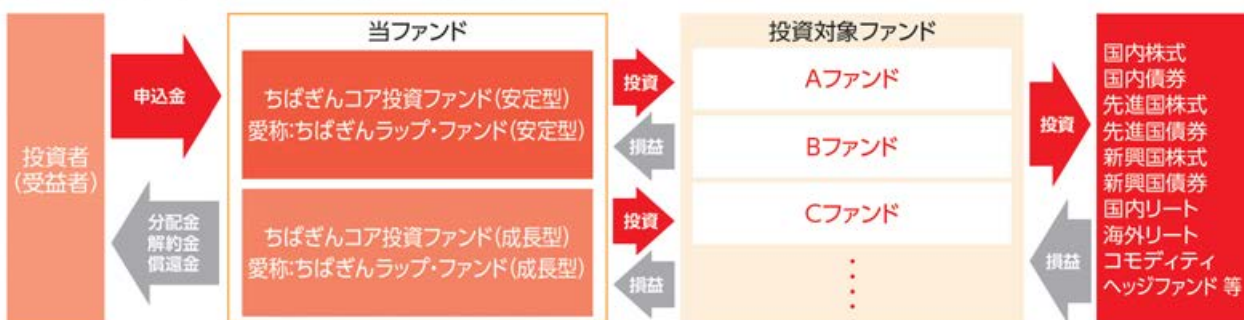 投資者
(受益者)
申込金
分配金
解約金
償還金
当ファンド
ちばぎんコア投資ファンド(安定型)
愛称:ちばぎんラップ・ファンド(安定型)
ちばぎんコア投資ファンド(成長型)
愛称:ちばぎんラップ・ファンド(成長型)
投資
損益
投資
損益
投資対象ファンド
Aファンド
Bファンド
Cファンド
投資
損益
国内株式
国内債券
先進国株式
先進国債券
新興国株式
新興国債券
国内リート
海外リート
コモディティ
ヘッジファンド 等